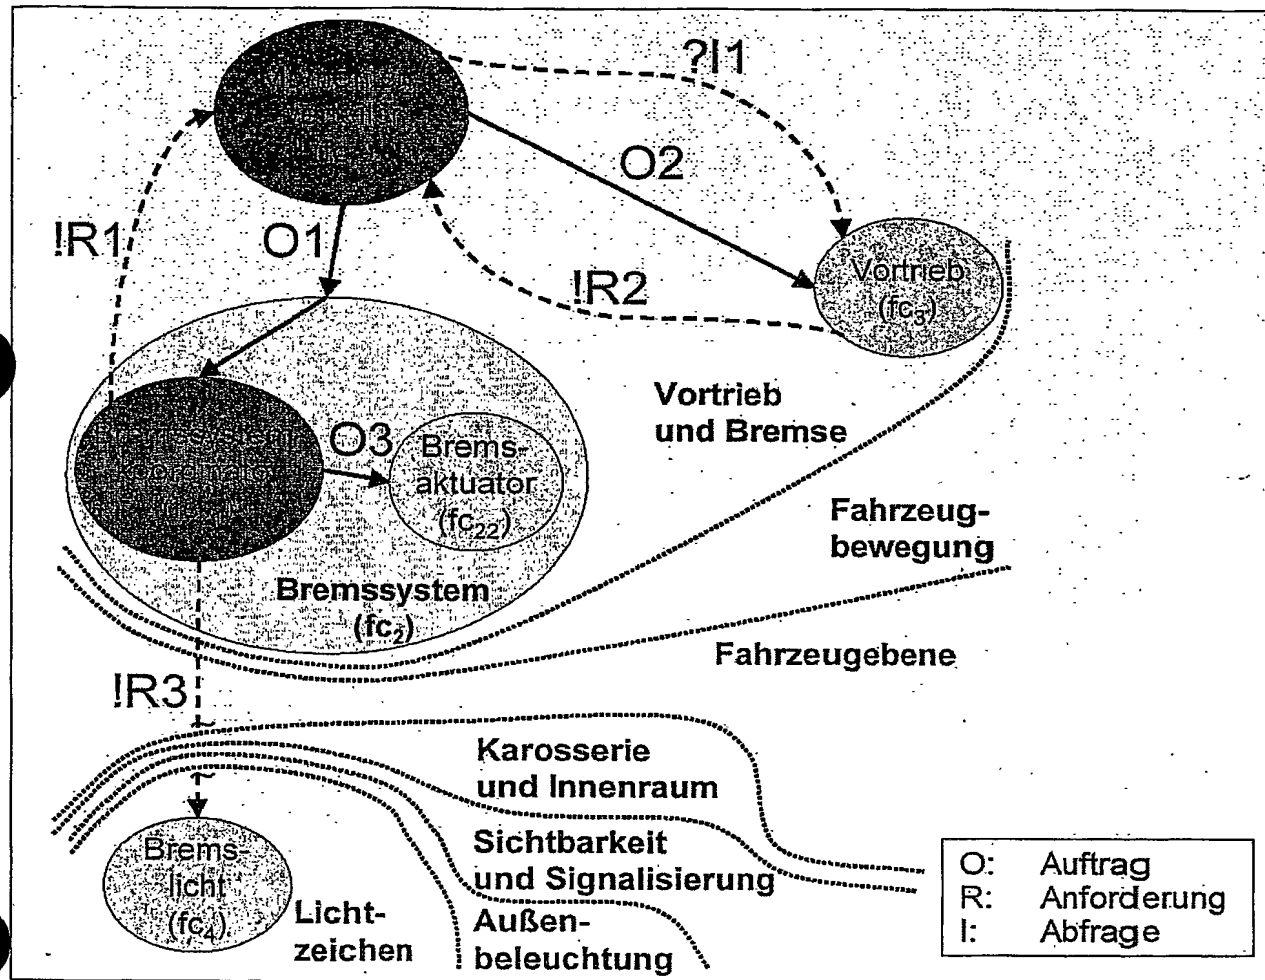 ?I1
O2
!R1
O1
!R2
Vortrieb
(fc3)
Vortrieb
und Bremse
O3
Brems-
aktuator
(fc22)
Fahrzeug-
bewegung
Bremssystem
(fc2)
Fahrzeugebene
!R3
Karosserie
und Innenraum
Brems-
licht
(fc4)
Sichtbarkeit
und Signalisierung
Licht-
zeichen
Außen-
beleuchtung
O: Auftrag
R: Anforderung
I: Abfrage